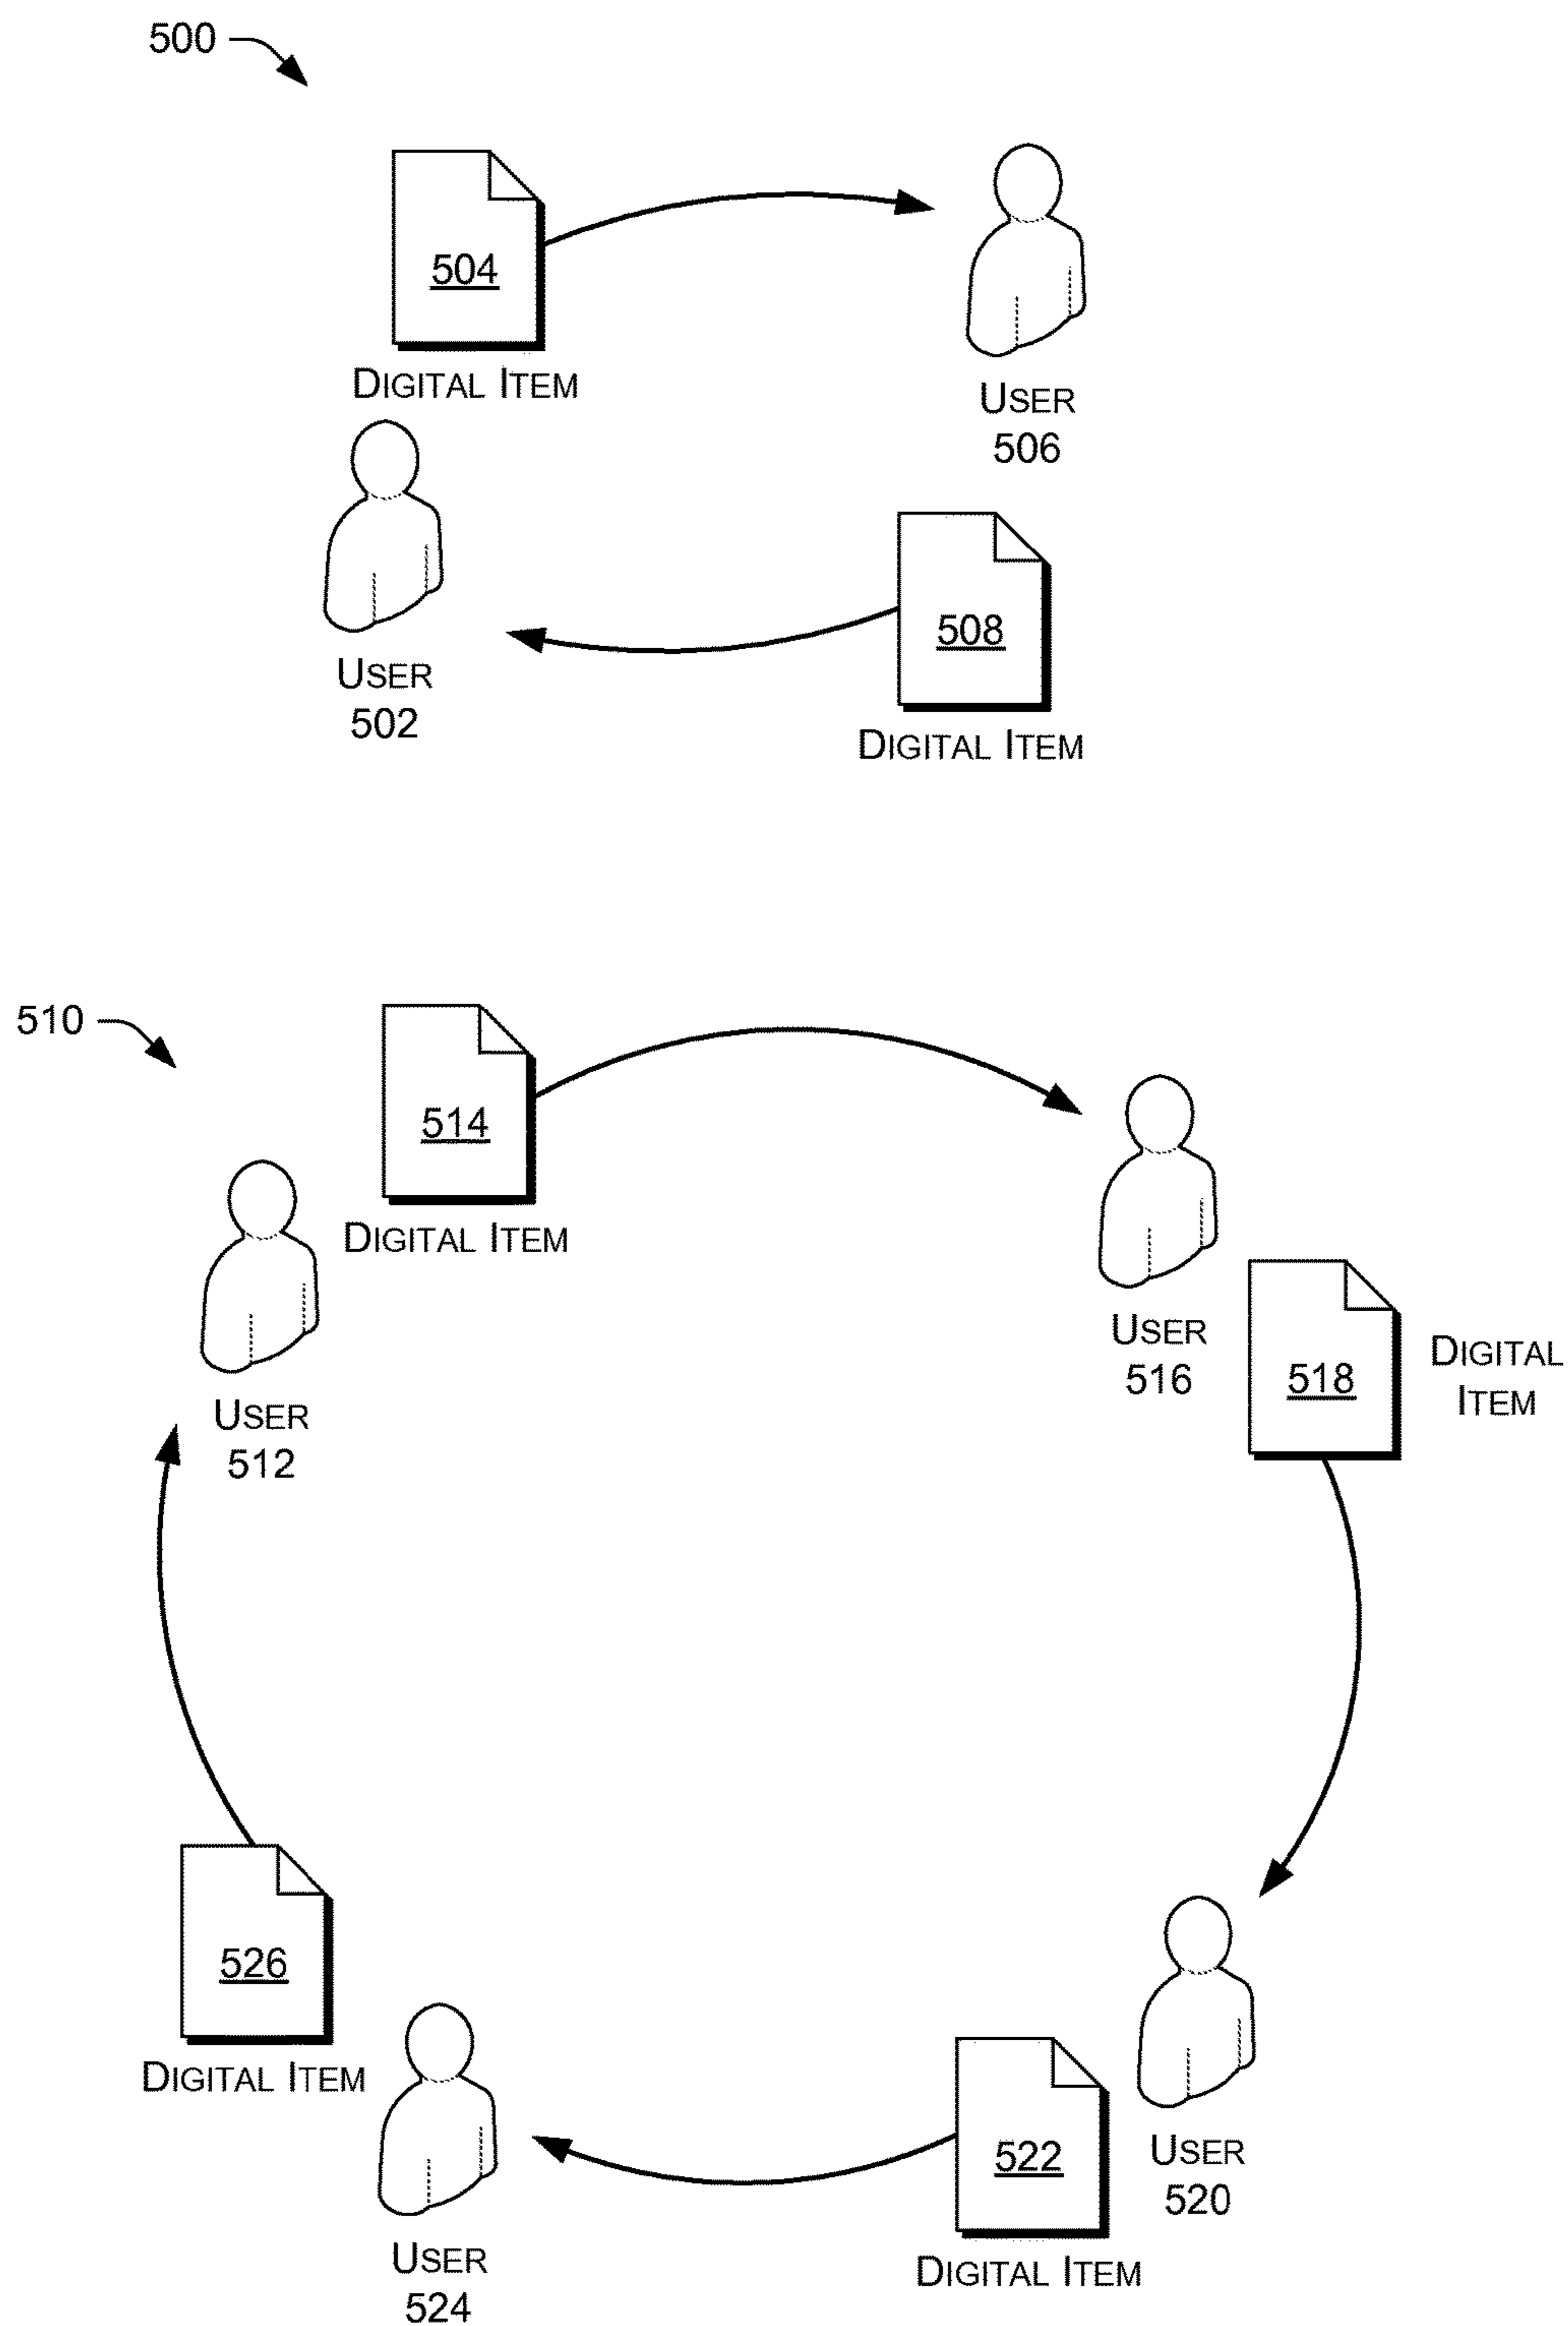 500
504
DIGITAL ITEM
USER
506
USER
502
508
DIGITAL ITEM
510
514
DIGITAL ITEM
USER
512
USER
516
518
DIGITAL
ITEM
526
DIGITAL ITEM
USER
524
522
DIGITAL ITEM
USER
520